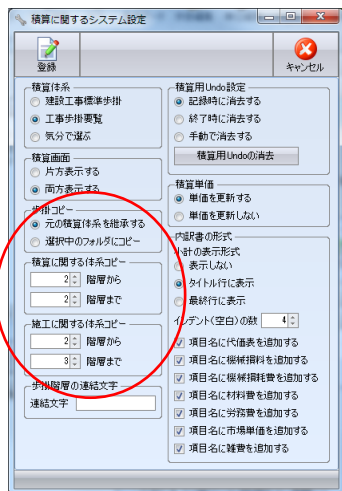 積算に関するシステム設定
登録
キャンセル
積算体系
建設工事標準歩掛
工事歩掛要覧
気分で選ぶ
積算画面
片方表示する
両方表示する
歩掛コピー
元の積算体系を継承する
選択中のフォルダにコピー
積算に関する体系コピー
2 階層から
2 階層まで
施工に関する体系コピー
2 階層から
3 階層まで
歩掛階層の連結文字
連結文字
積算用Undo設定
記録時に消去する
終了時に消去する
手動で消去する
積算用Undoの消去
積算単価
単価を更新する
単価を更新しない
内訳書の形式
小計の表示形式
表示しない
タイトル行に表示
最終行に表示
インデント(空白)の数 4
項目名に代価表を追加する
項目名に機械損料を追加する
項目名に機械損耗費を追加する
項目名に材料費を追加する
項目名に労務費を追加する
項目名に市場単価を追加する
項目名に雑費を追加する